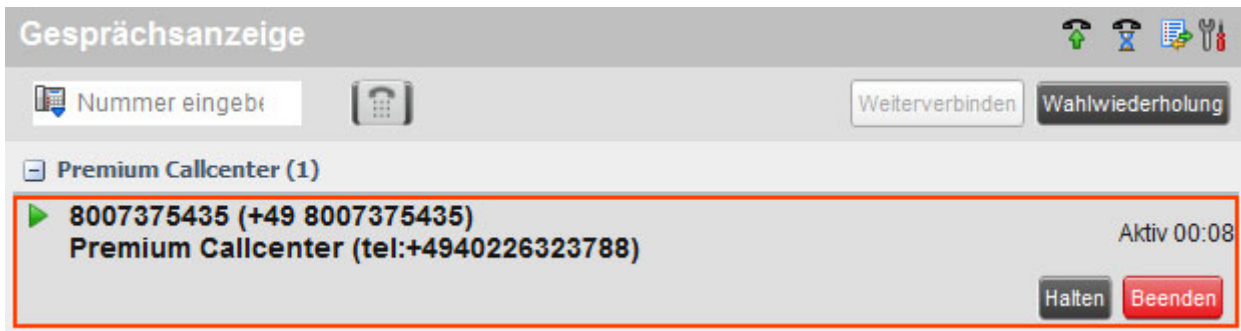 Gesprächsanzeige
Nummer eingebe
Weiterverbinden Wahlwiederholung
Premium Callcenter (1)
8007375435 (+49 8007375435)
Premium Callcenter (tel:+4940226323788)
Aktiv 00:08
Halten Beenden